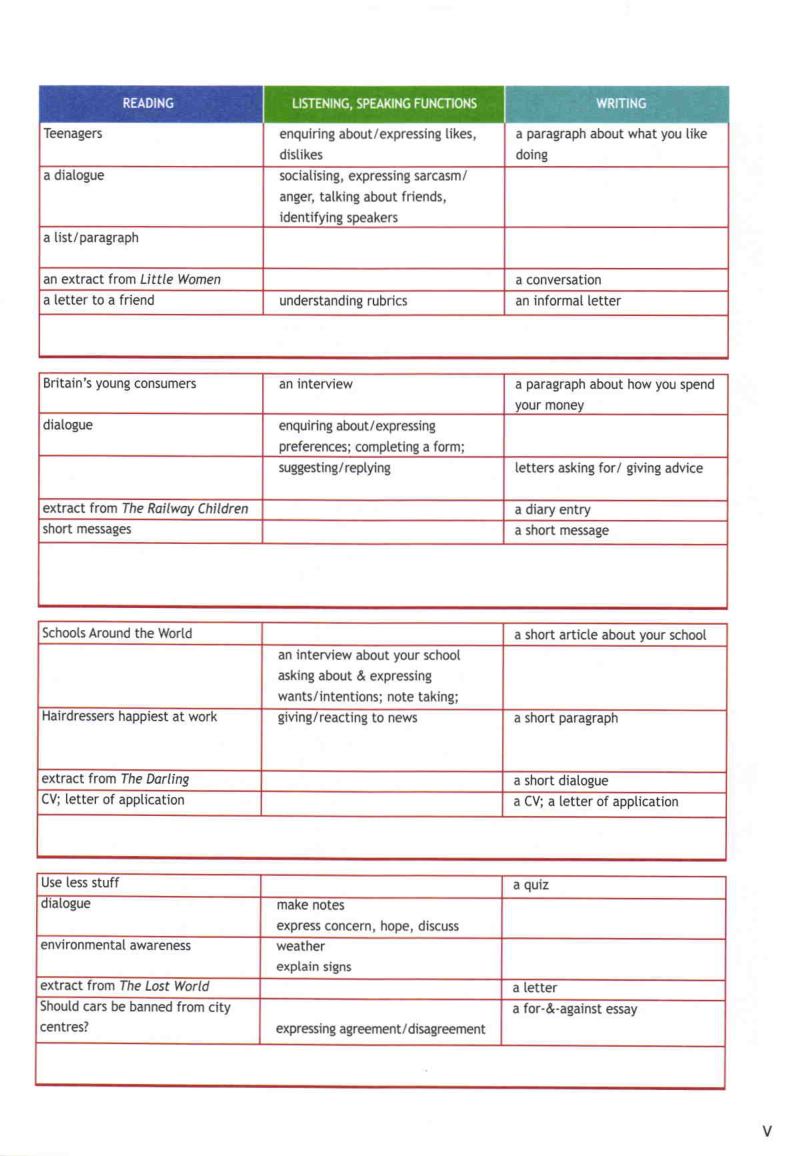 READING LISTENING, SPEAKING FUNCTIONS WRITING
Teenagers enquiring about/expressing likes, a paragraph about what you like
dislikes doing
a dialogue socialising, expressing sarcasm/
anger, talking about friends,
identifying speakers
a list/paragraph
an extract from Little Women a conversation
a letter to a friend understanding rubrics an informal letter
Britain's young consumers an interview a paragraph about how you spend
your money
dialogue enquiring about/expressing
preferences; completing a form;
suggesting/replying letters asking for/ giving advice
extract from The Railway Children a diary entry
short messages a short message
Schools Around the World a short article about your school
an interview about your school
asking about & expressing
wants/intentions; note taking;
Hairdressers happiest at work giving/reacting to news a short paragraph
extract from The Darling a short dialogue
CV; letter of application a CV; a letter of application
Use less stuff a quiz
dialogue make notes
express concern, hope, discuss
environmental awareness weather
explain signs
extract from The Lost World a letter
Should cars be banned from city a for-&-against essay
centres? expressing agreement/disagreement
V